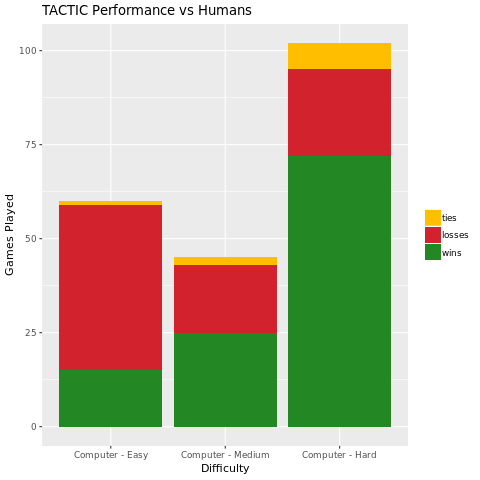 TACTIC Performance vs Humans
Games Played
100
75
50
25
0
Computer - Easy
Computer - Medium
Computer - Hard
Difficulty
ties
losses
wins